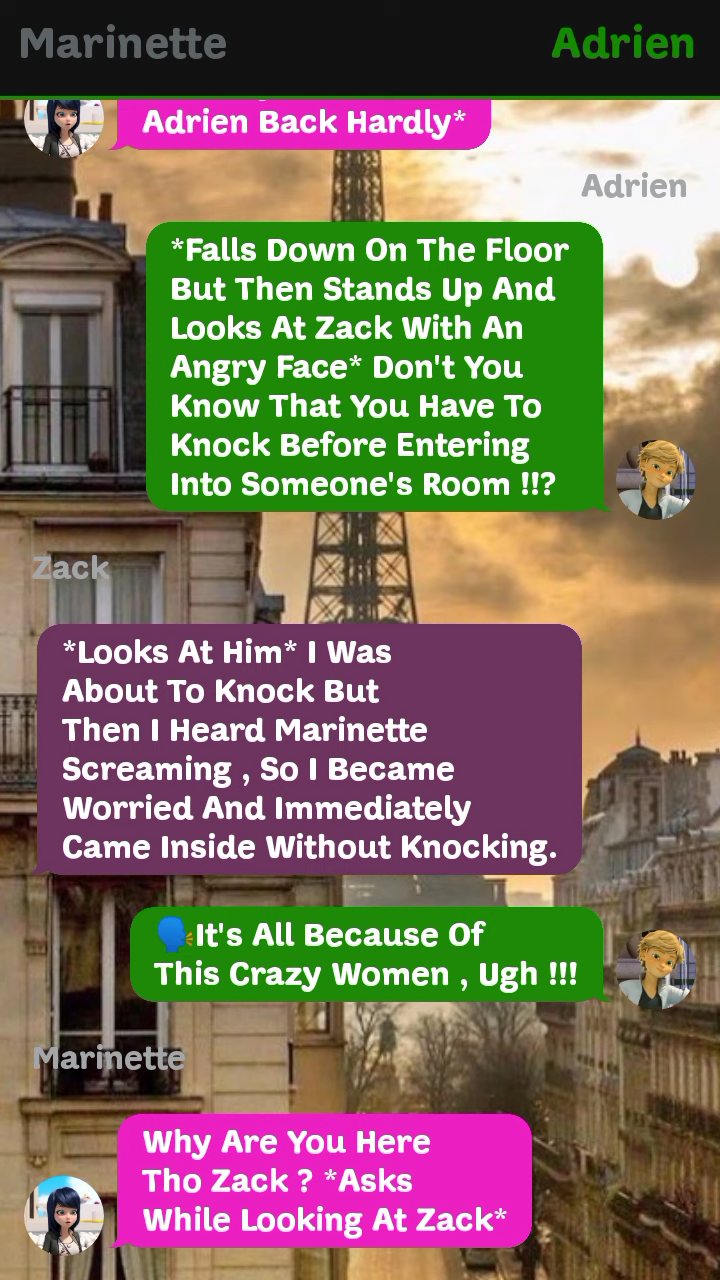 Marinette
Adrien
Adrien Back Hardly*
Adrien
*Falls Down On The Floor
But Then Stands Up And
Looks At Zack With An
Angry Face* Don't You
Know That You Have To
Knock Before Entering
Into Someone's Room !!?
Zack
*Looks At Him* I Was
About To Knock But
Then I Heard Marinette
Screaming , So I Became
Worried And Immediately
Came Inside Without Knocking.
🗣️It's All Because Of
This Crazy Women , Ugh !!!
Marinette
Why Are You Here
Tho Zack ? *Asks
While Looking At Zack*